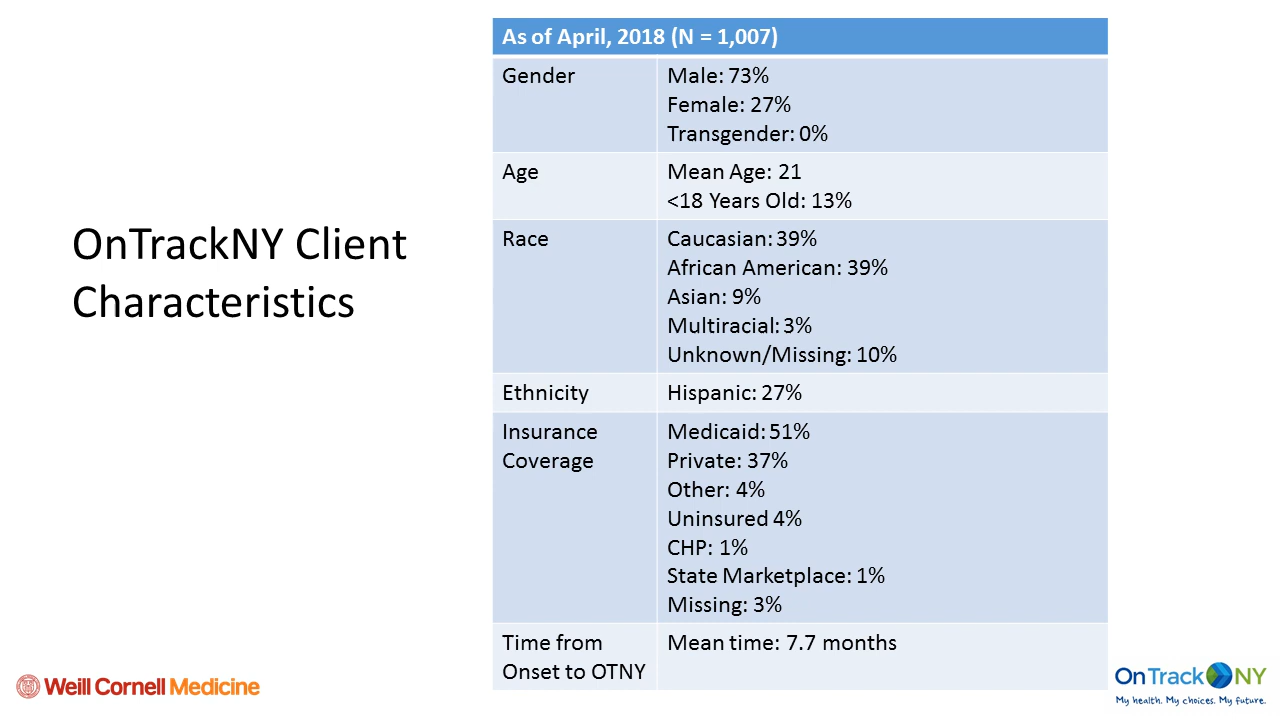 OnTrackNY Client
Characteristics
As of April, 2018 (N = 1,007)
Gender
Male: 73%
Female: 27%
Transgender: 0%
Age
Mean Age: 21
<18 Years Old: 13%
Race
Caucasian: 39%
African American: 39%
Asian: 9%
Multiracial: 3%
Unknown/Missing: 10%
Ethnicity
Hispanic: 27%
Insurance
Coverage
Medicaid: 51%
Private: 37%
Other: 4%
Uninsured 4%
CHP: 1%
State Marketplace: 1%
Missing: 3%
Time from
Onset to OTNY
Mean time: 7.7 months
Weill Cornell Medicine
OnTrackNY
My health. My choices. My future.